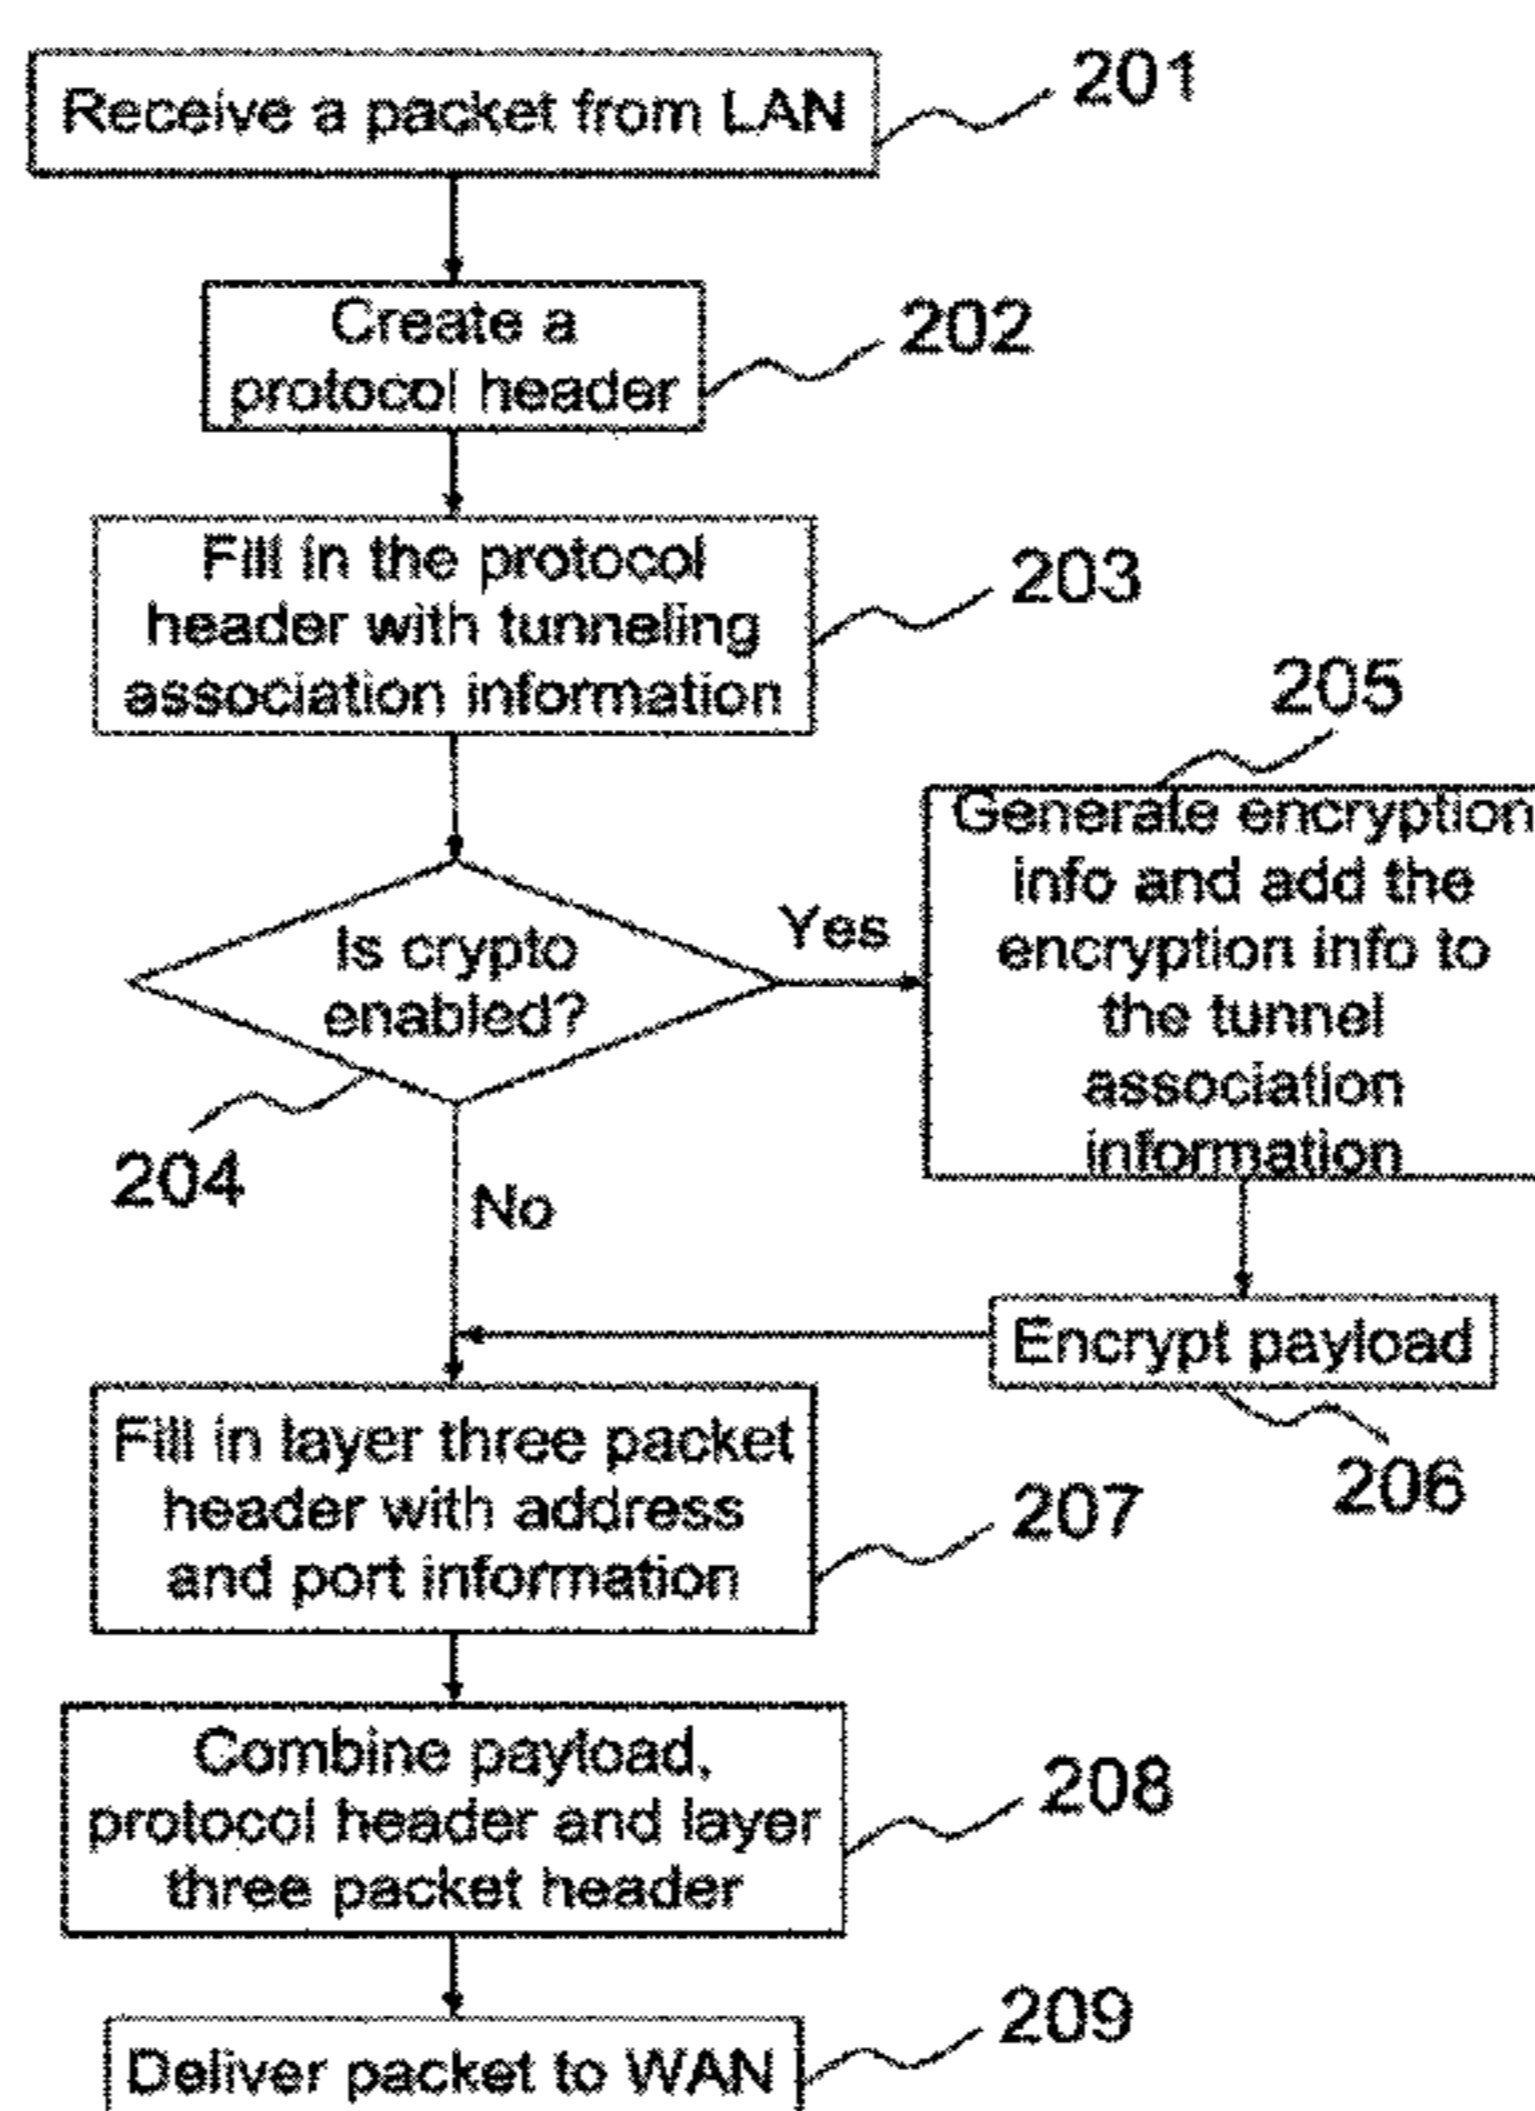 Receive a packet from LAN
201
Create a
protocol header
202
Fill in the protocol
header with tunneling
association information
203
205
Generate encryption
info and add the
encryption info to
the tunnel
association
information
Is crypto
enabled?
Yes
204
No
Encrypt payload
206
Fill in layer three packet
header with address
and port information
207
Combine payload,
protocol header and layer
three packet header
208
Deliver packet to WAN
209